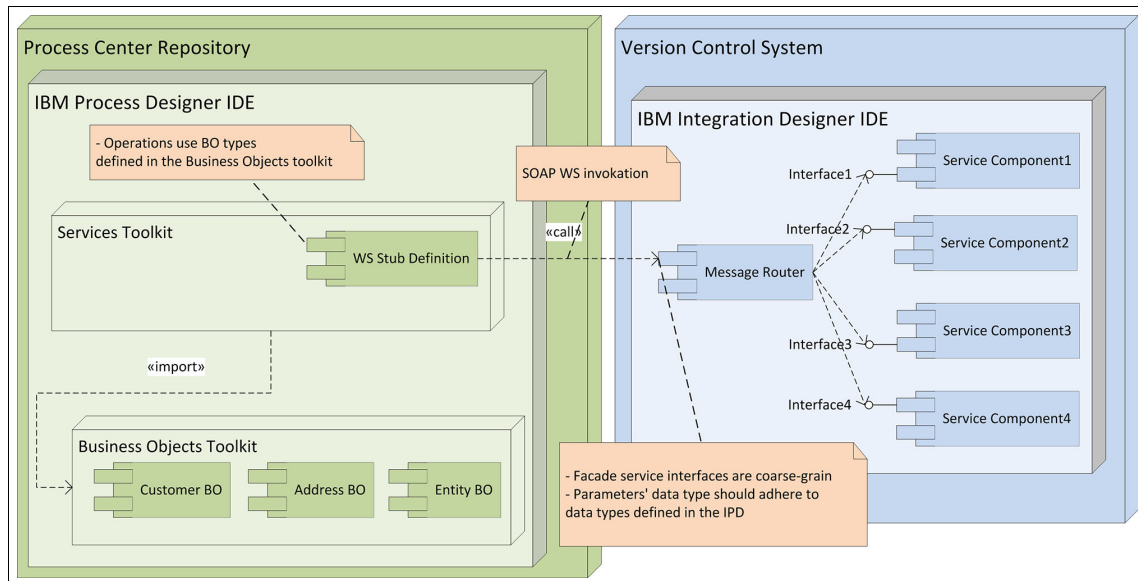 Process Center Repository
IBM Process Designer IDE
- Operations use BO types
defined in the Business Objects toolkit
Services Toolkit
WS Stub Definition
«import»
Business Objects Toolkit
Customer BO
Address BO
Entity BO
SOAP WS invokation
«call»
Version Control System
IBM Integration Designer IDE
Message Router
Interface1
Service Component1
Interface2
Service Component2
Interface3
Service Component3
Interface4
Service Component4
- Facade service interfaces are coarse-grain
- Parameters' data type should adhere to
data types defined in the IPD